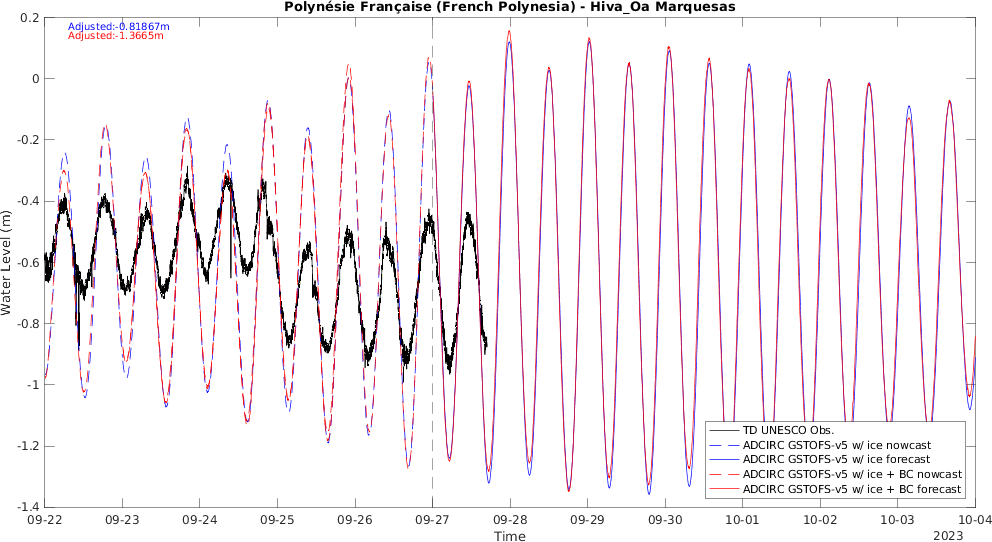 Polynésie Française (French Polynesia) - Hiva_Oa Marquesas
Adjusted:-0.81867m
Adjusted:-1.3665m
0.2
0
-0.2
-0.4
-0.6
-0.8
-1
-1.2
-1.4
Water Level (m)
TD UNESCO Obs.
ADCIRC GSTOFS-v5 w/ ice nowcast
ADCIRC GSTOFS-v5 w/ ice forecast
ADCIRC GSTOFS-v5 w/ ice + BC nowcast
ADCIRC GSTOFS-v5 w/ ice + BC forecast
09-22 09-23 09-24 09-25 09-26 09-27 09-28 09-29 09-30 10-01 10-02 10-03 10-04
Time
2023